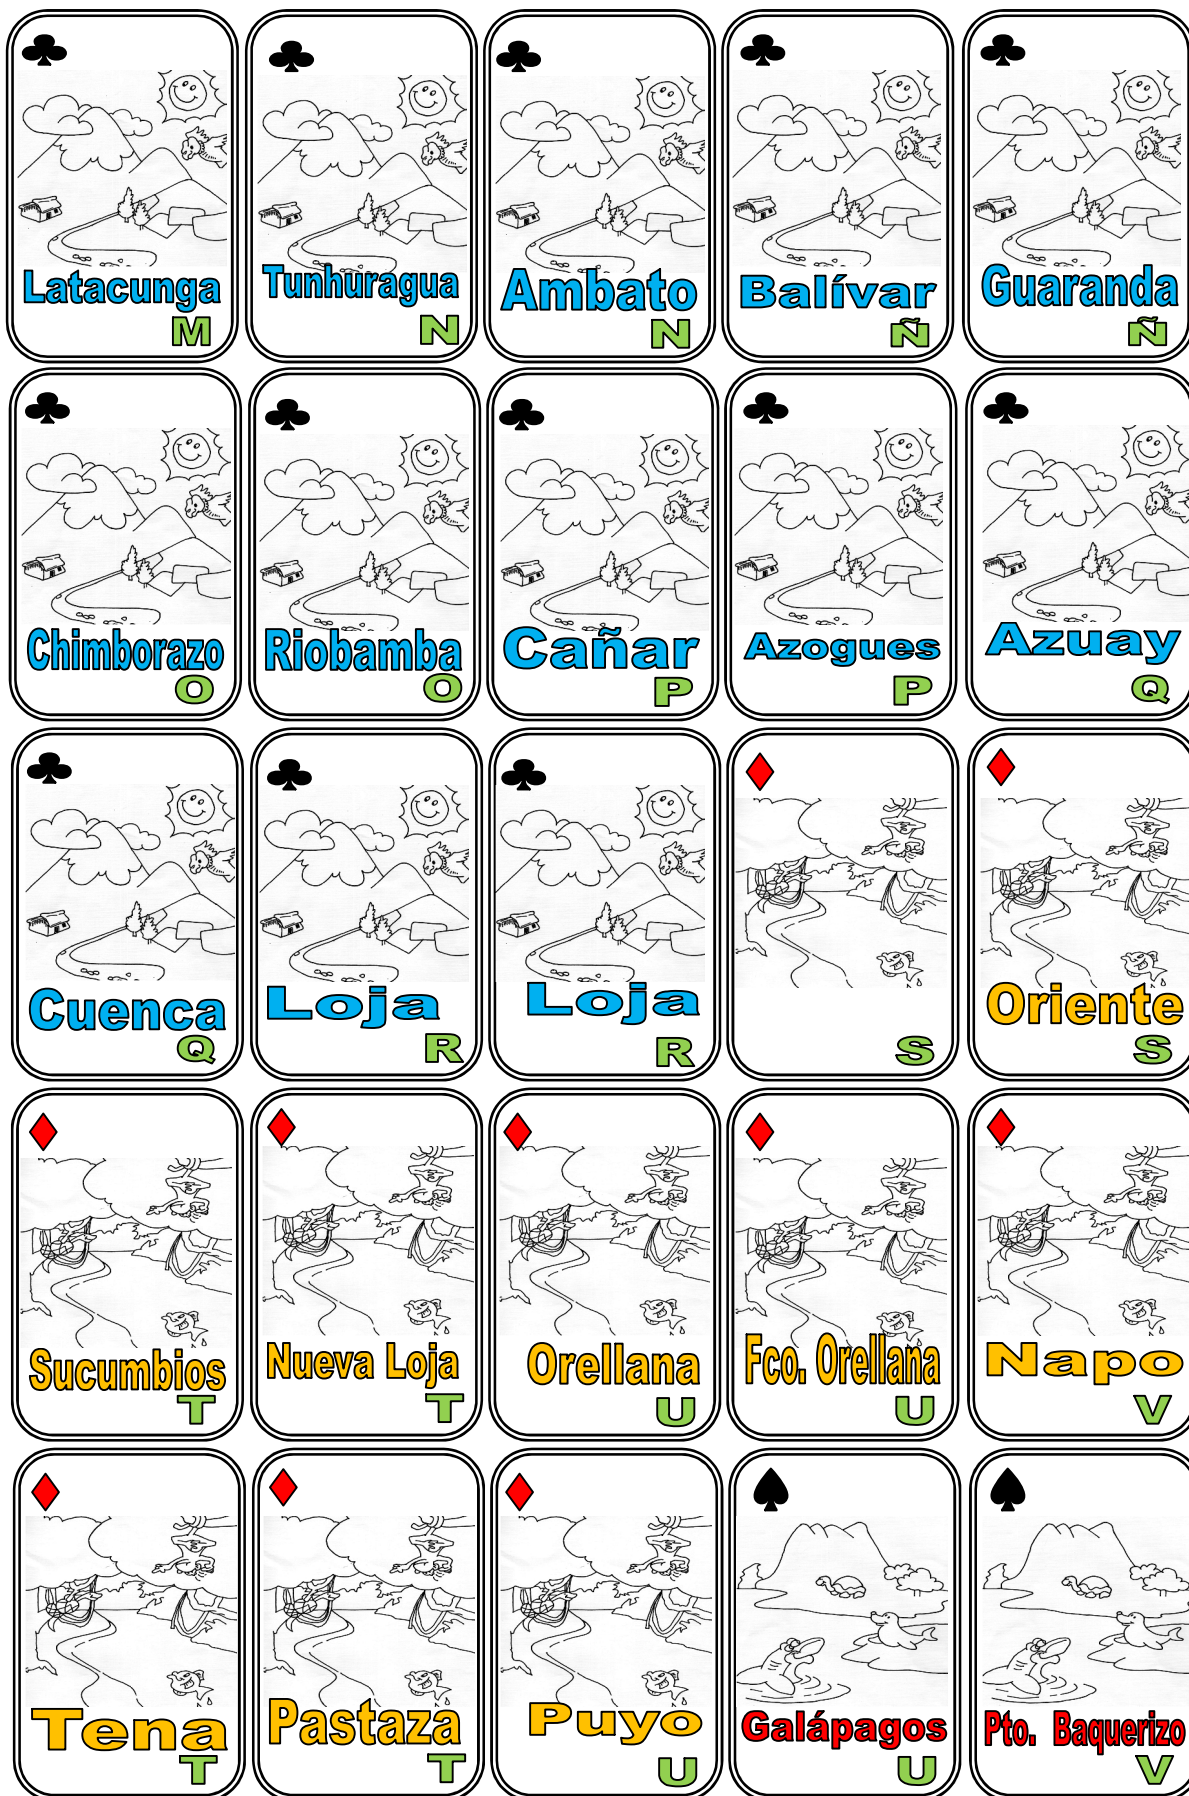 Latacunga
M
Tunhuragua
N
Ambato
N
Balívar
Ñ
Guaranda
Ñ
Chimborazo
O
Riobamba
O
Cañar
P
Azogues
P
Azuay
Q
Cuenca
Q
Loja
R
Loja
R
S
Oriente
S
Sucumbios
T
Nueva Loja
T
Orellana
U
Fco. Orellana
U
Napo
V
Tena
T
Pastaza
T
Puyo
U
Galápagos
U
Pto. Baquerizo
V